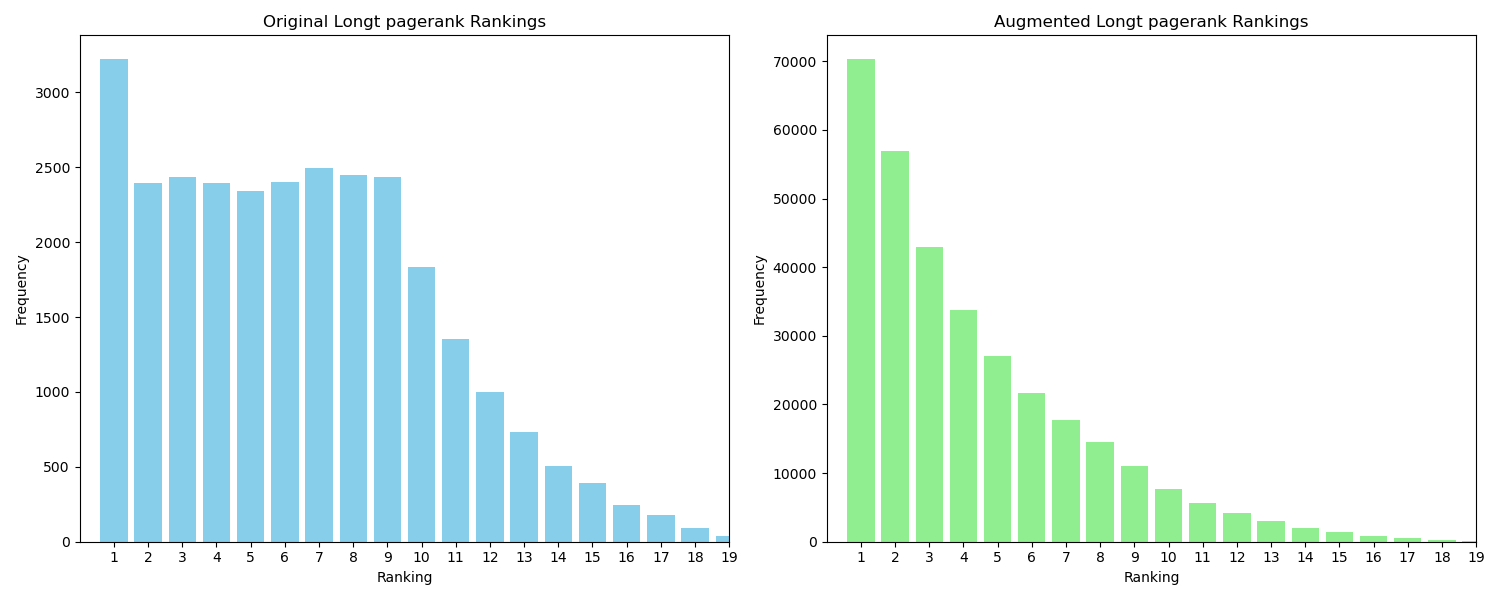 Original Longt pagerank Rankings
Frequency
3000
2500
2000
1500
1000
500
0
1 2 3 4 5 6 7 8 9 10 11 12 13 14 15 16 17 18 19
Ranking
Augmented Longt pagerank Rankings
Frequency
70000
60000
50000
40000
30000
20000
10000
0
1 2 3 4 5 6 7 8 9 10 11 12 13 14 15 16 17 18 19
Ranking